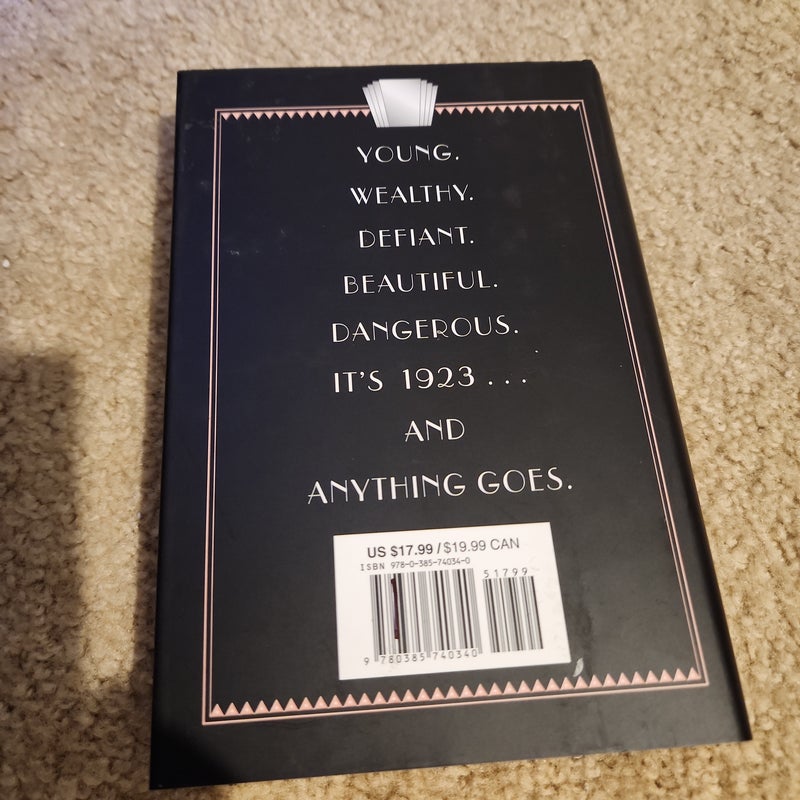 YOUNG.
WEALTHY.
DEFIANT.
BEAUTIFUL.
DANGEROUS.
IT'S 1923 . . .
AND
ANYTHING GOES.
US $17.99 / $19.99 CAN
ISBN 978-0-385-74034-0
51799
9 780385 740340